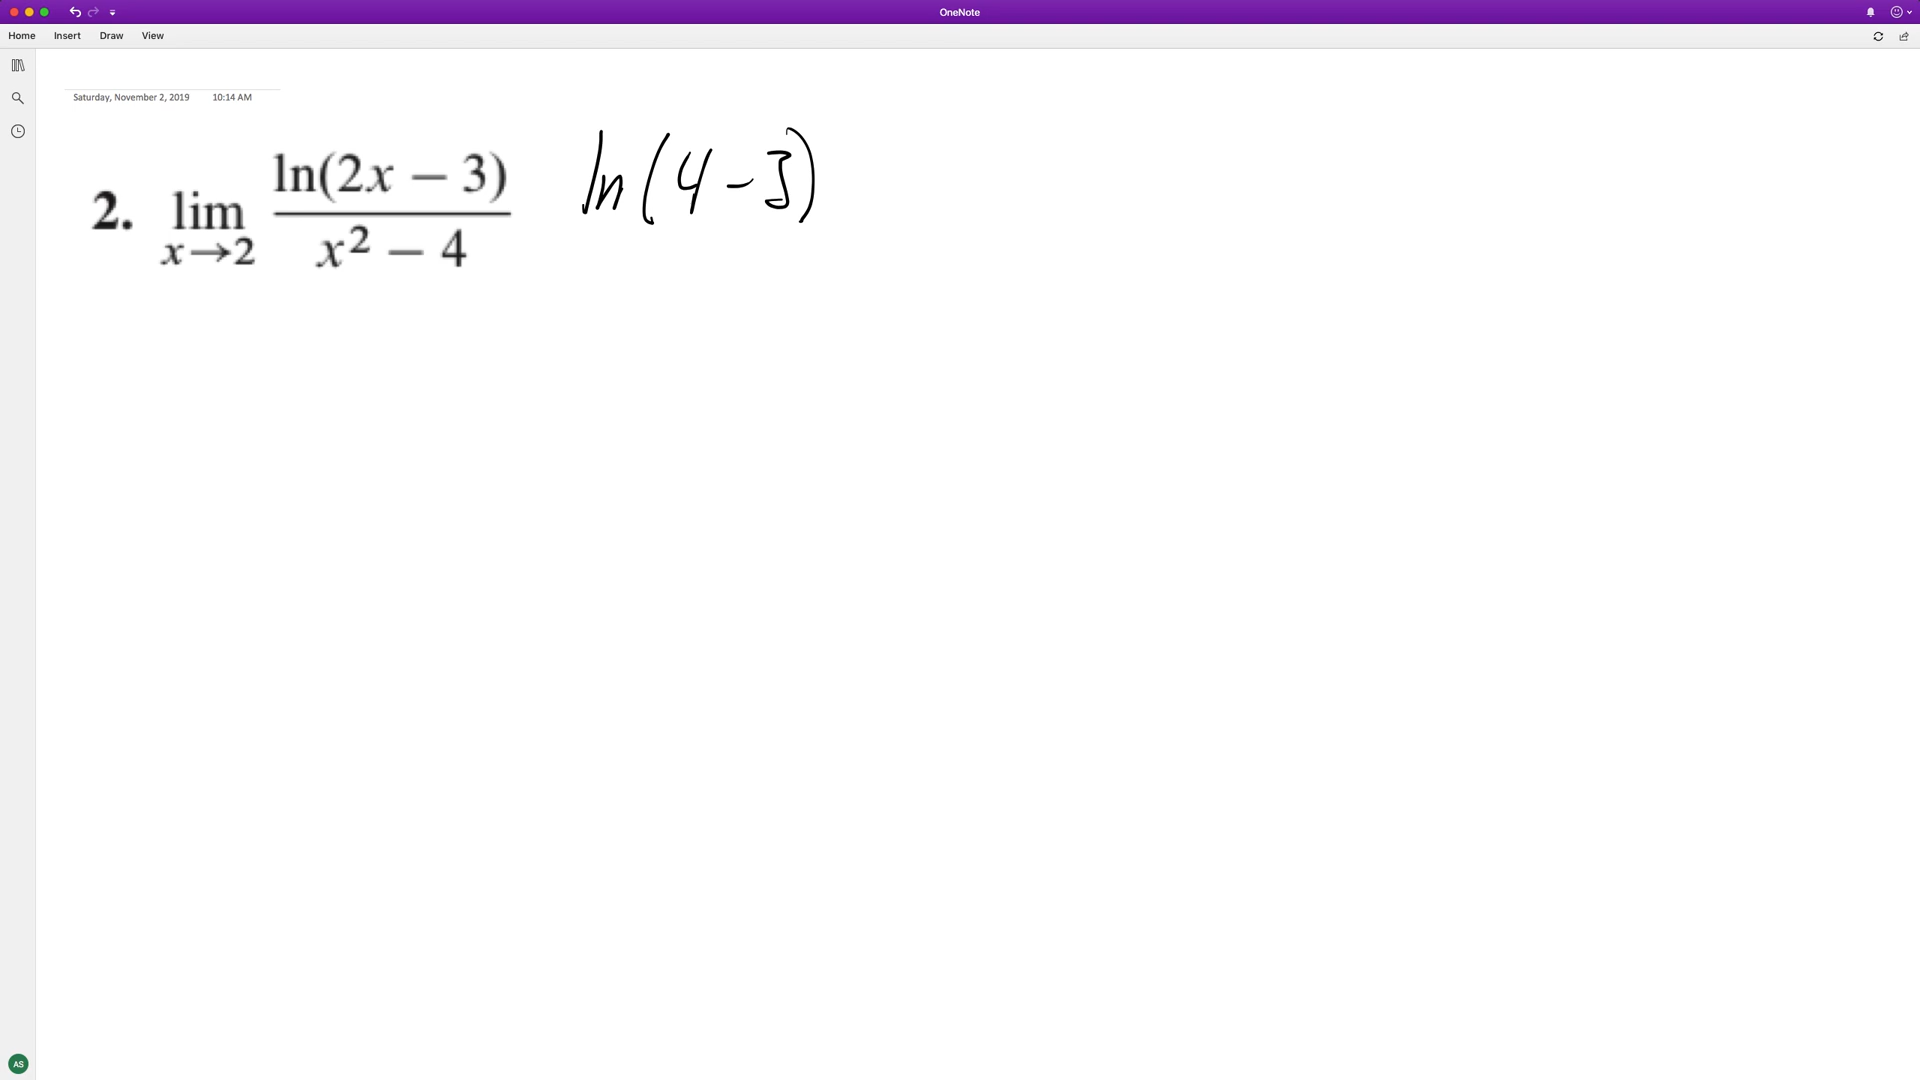 OneNote
Home Insert Draw View
Saturday, November 2, 2019 10:14 AM
2. lim x→2 ln(2x − 3) / x² − 4
ln(4-3)
AS